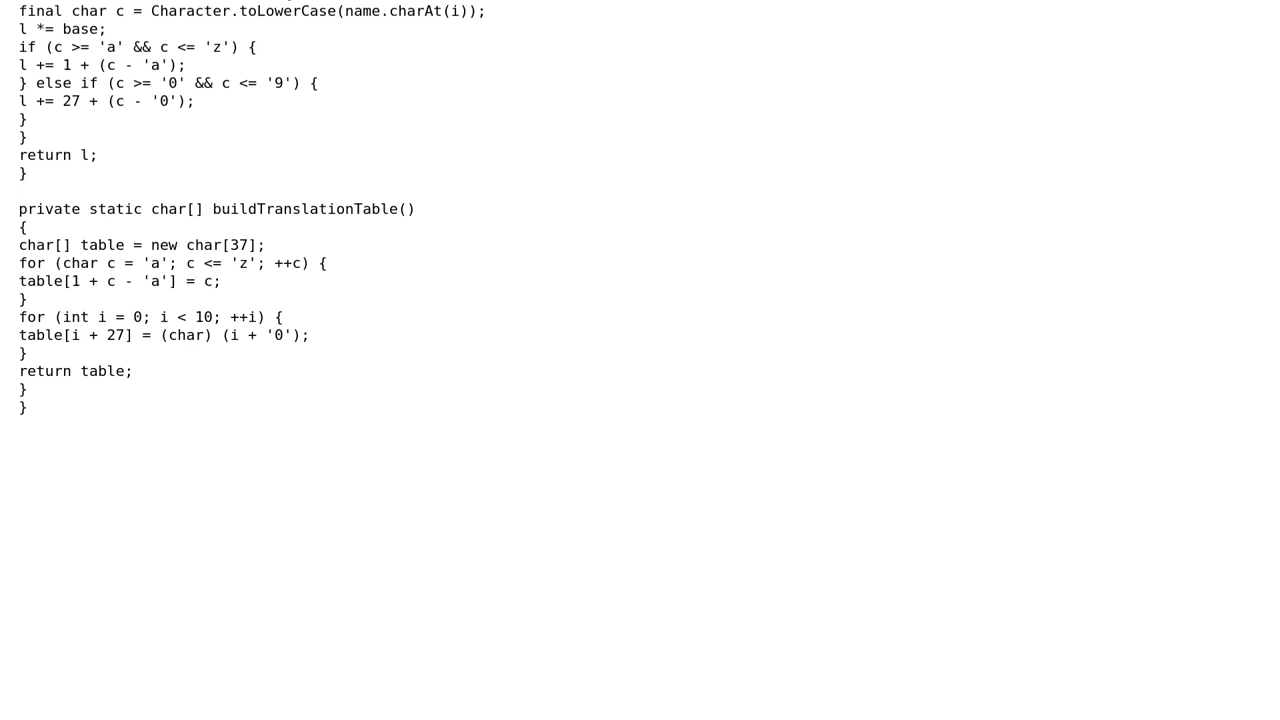 final char c = Character.toLowerCase(name.charAt(i));
l *= base;
if (c >= 'a' && c <= 'z') {
l += 1 + (c - 'a');
} else if (c >= '0' && c <= '9') {
l += 27 + (c - '0');
}
}
return l;
}

private static char[] buildTranslationTable()
{
char[] table = new char[37];
for (char c = 'a'; c <= 'z'; ++c) {
table[1 + c - 'a'] = c;
}
for (int i = 0; i < 10; ++i) {
table[i + 27] = (char) (i + '0');
}
return table;
}
}